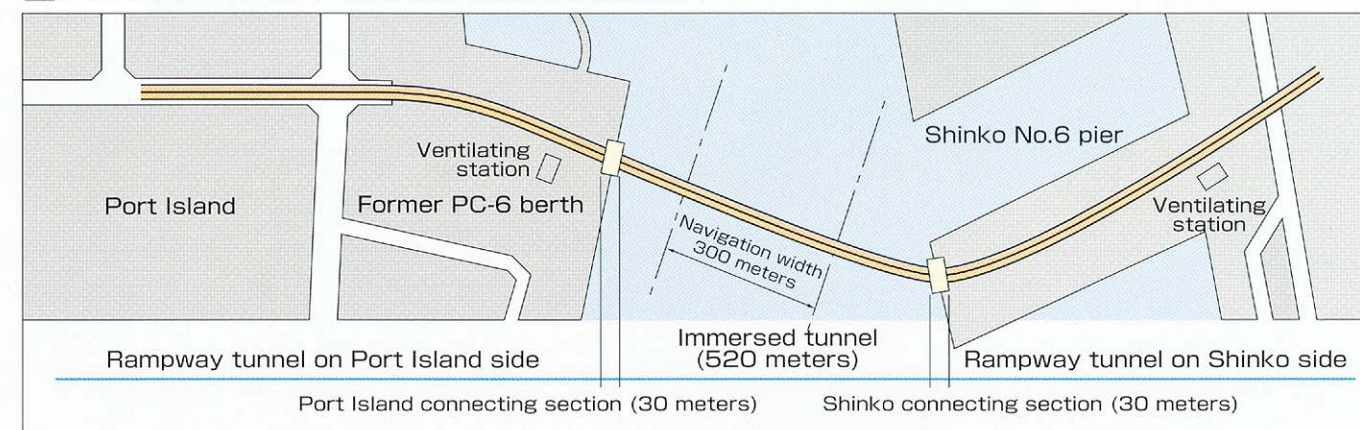 Shinko No.6 pier
Ventilating
station
Port Island
Former PC-6 berth
Ventilating
station
Navigation width
300 meters
Rampway tunnel on Port Island side
Immersed tunnel
(520 meters)
Rampway tunnel on Shinko side
Port Island connecting section (30 meters)
Shinko connecting section (30 meters)